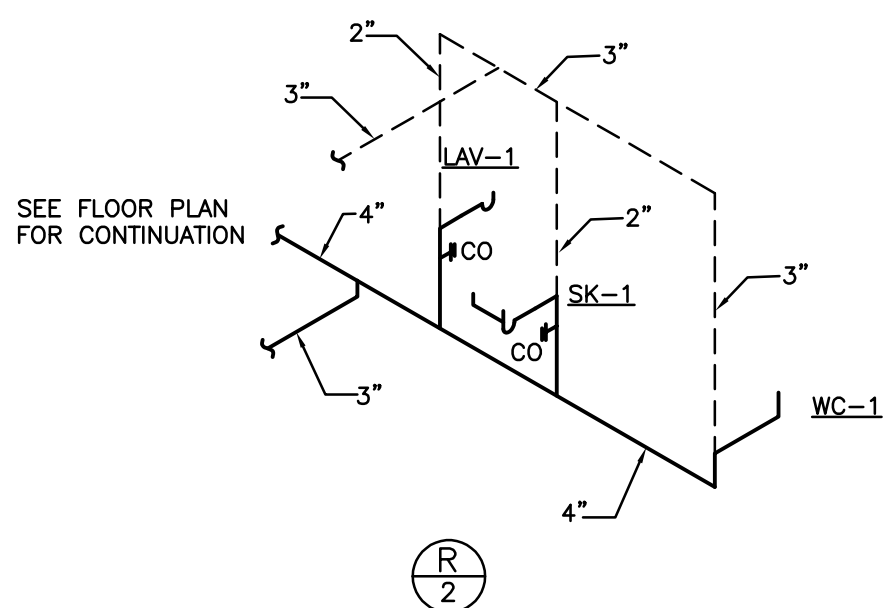 2”
3”
3”
LAV-1
SEE FLOOR PLAN
FOR CONTINUATION
4”
2”
CO
3”
SK-1
CO
3”
WC-1
4”
R
2